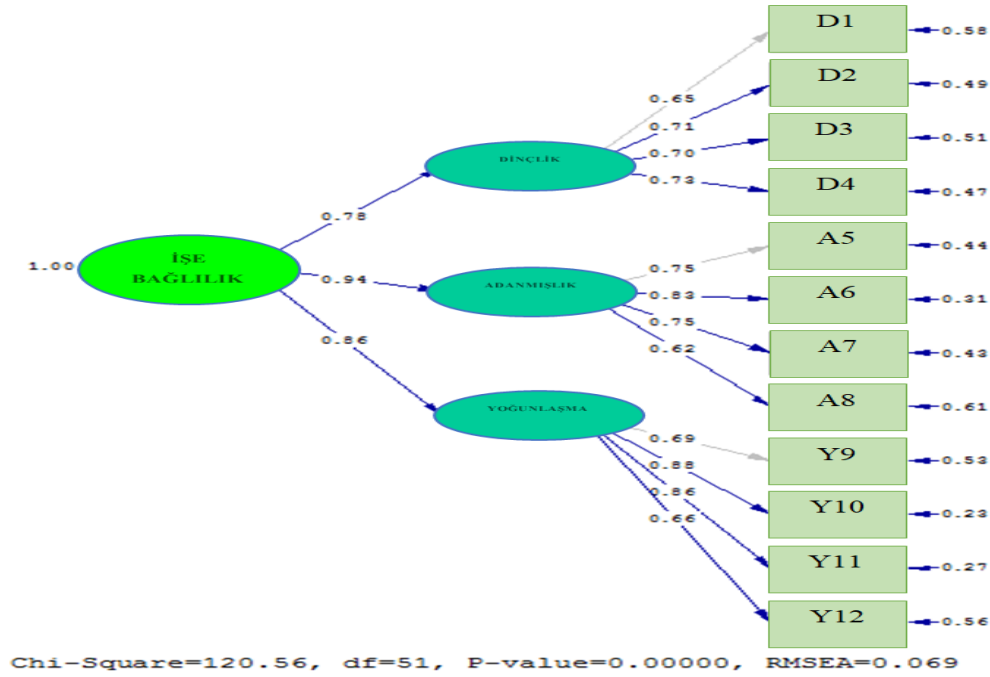 D1
0.58
D2
0.49
0.65
0.71
D3
0.51
0.70
DİNÇLİK
0.73
D4
0.47
0.78
A5
0.44
İŞE
BAĞLILIK
1.00
0.75
0.94
ADANMIŞLIK
0.83
A6
0.31
0.75
A7
0.43
0.86
0.62
A8
0.61
YOĞUNLAŞMA
0.69
Y9
0.53
0.88
0.86
Y10
0.23
0.66
Y11
0.27
Y12
0.56
Chi-Square=120.56, df=51, P-value=0.00000, RMSEA=0.069